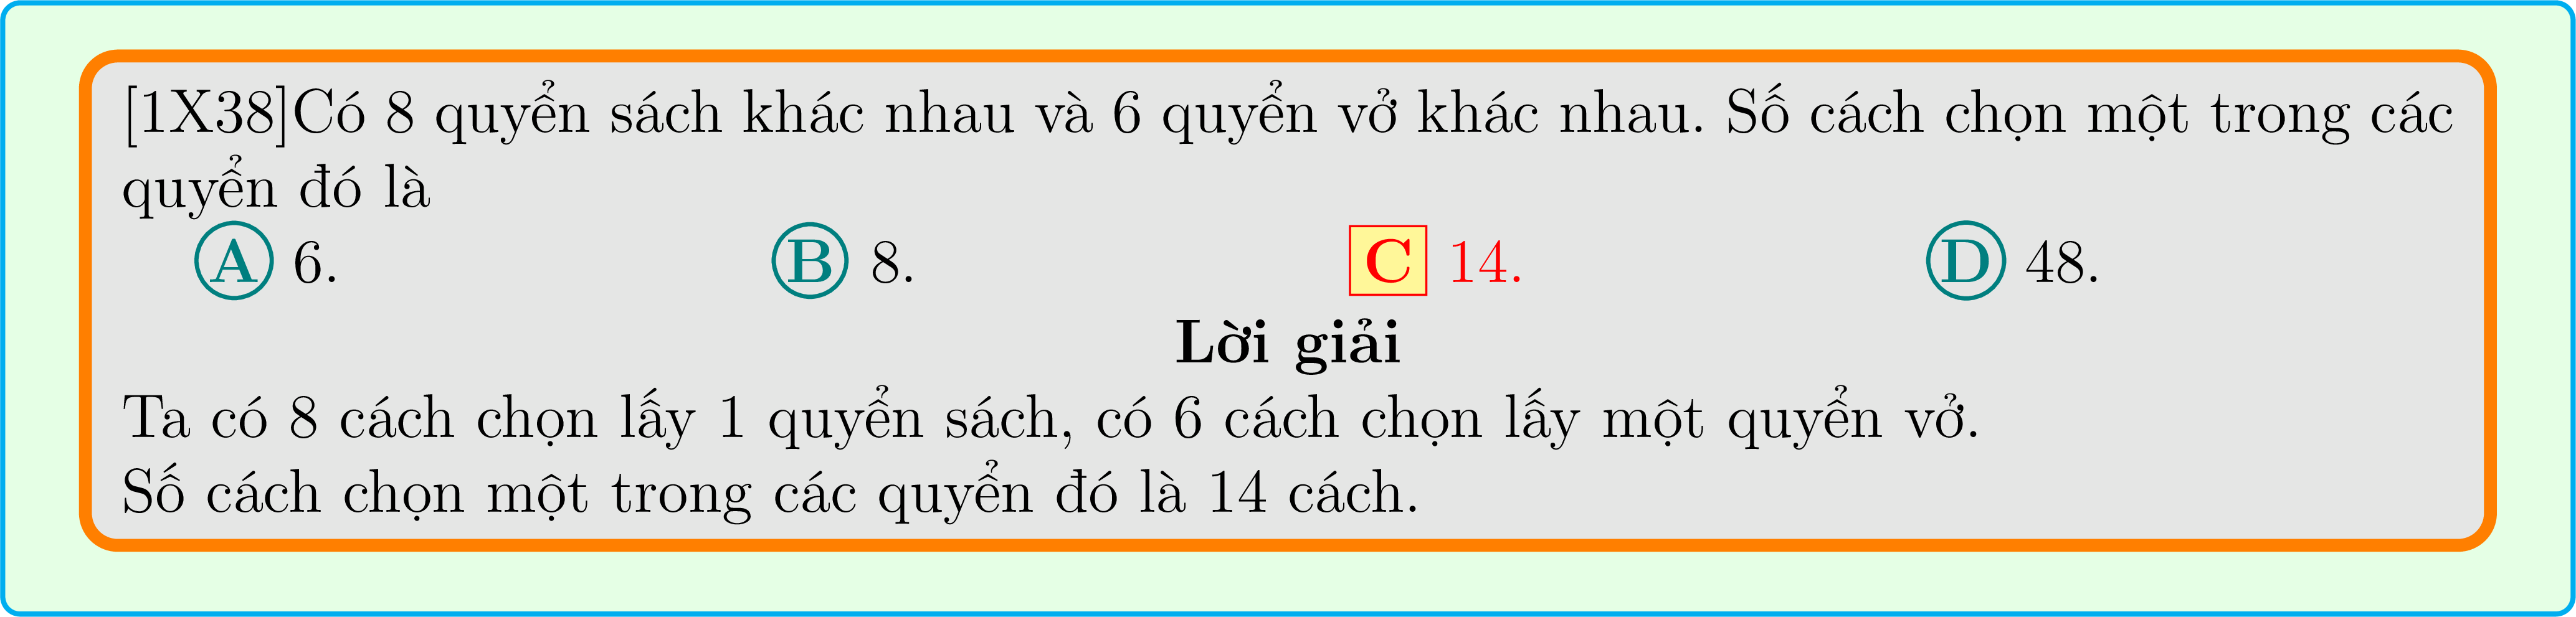 [1X38]Có 8 quyển sách khác nhau và 6 quyển vở khác nhau. Số cách chọn một trong các
quyển đó là
A 6. B 8. C 14. D 48.
Lời giải
Ta có 8 cách chọn lấy 1 quyển sách, có 6 cách chọn lấy một quyển vở.
Số cách chọn một trong các quyển đó là 14 cách.